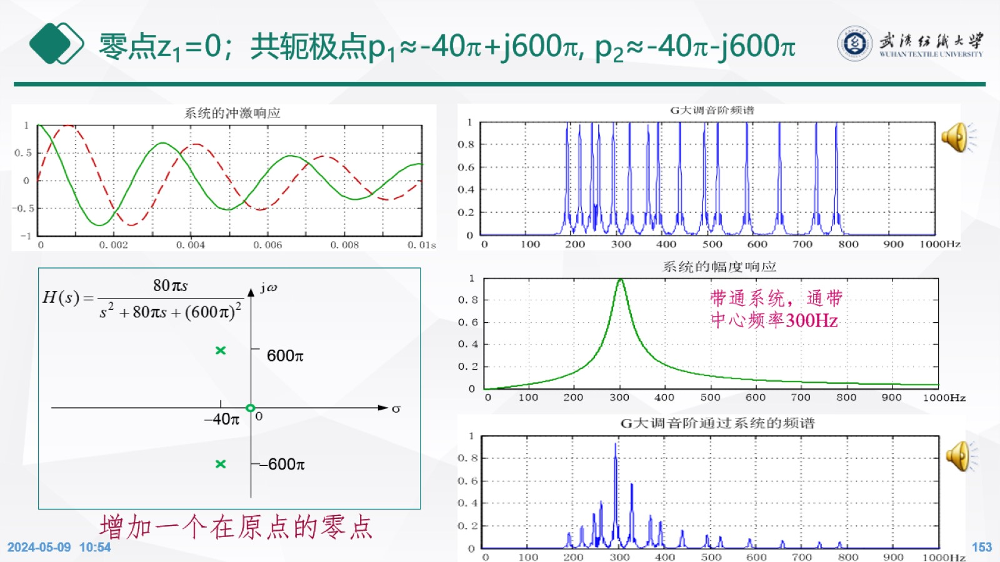 零点z₁=0；共轭极点p₁≈-40π+j600π, p₂≈-40π-j600π
武汉纺织大学
WUHAN TEXTILE UNIVERSITY
系统的冲激响应
1
0.5
0
-0.5
-1
0 0.002 0.004 0.006 0.008 0.01s
H(s)=80πs/(s²+80πs+(600π)²)
jω
600π
−40π 0 σ
−600π
增加一个在原点的零点
G大调音阶频谱
1
0.8
0.6
0.4
0.2
0
0 100 200 300 400 500 600 700 800 900 1000Hz
系统的幅度响应
1
0.8
0.6
0.4
0.2
0
带通系统，通带
中心频率300Hz
0 100 200 300 400 500 600 700 800 900 1000Hz
G大调音阶通过系统的频谱
1
0.8
0.6
0.4
0.2
0
0 100 200 300 400 500 600 700 800 900 1000Hz
2024-05-09 10:54
153